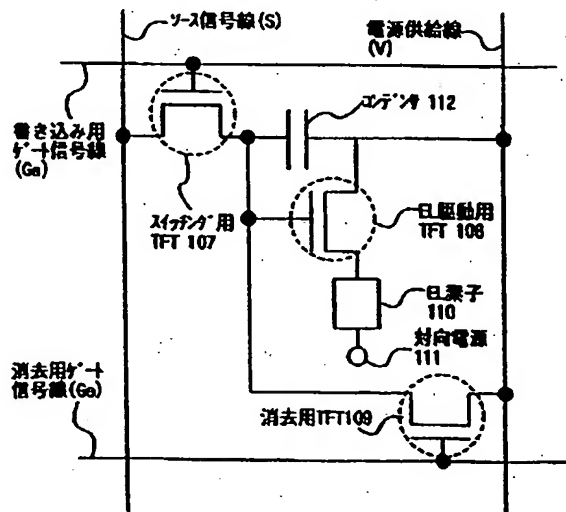 ソース信号線(S)
電源供給線
(V)
書き込み用
ゲート信号線
(Ga)
コンデンサ 112
スイッチング用
TFT 107
EL駆動用
TFT 108
EL素子
110
対向電源
111
消去用ゲート
信号線(Ge)
消去用TFT109